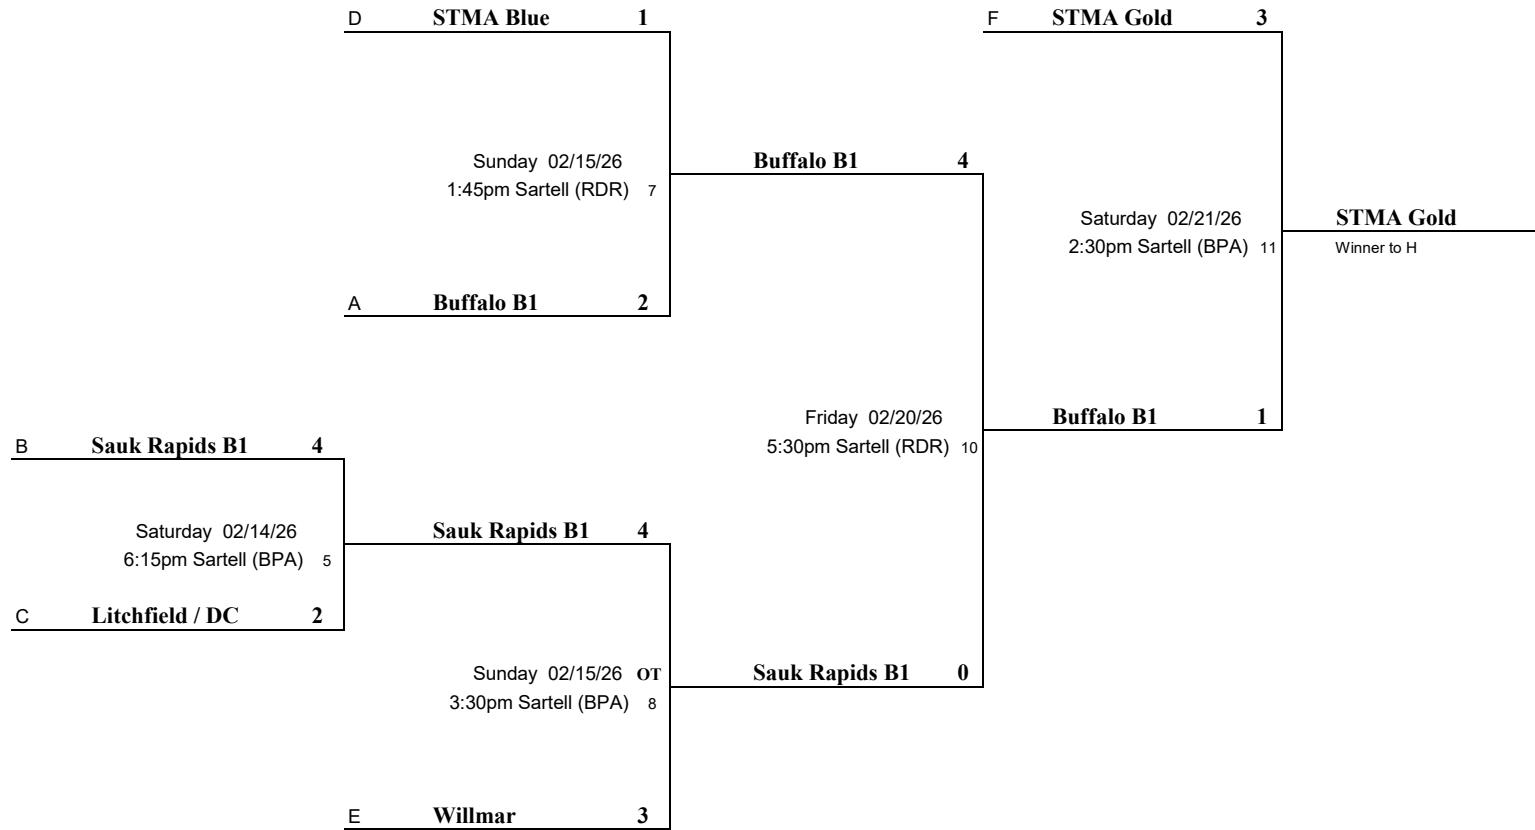 D STMA Blue 1
F STMA Gold 3
Sunday 02/15/26
1:45pm Sartell (RDR) 7
Buffalo B1 4
Saturday 02/21/26
2:30pm Sartell (BPA) 11
STMA Gold
Winner to H
A Buffalo B1 2
Friday 02/20/26
5:30pm Sartell (RDR) 10
Buffalo B1 1
B Sauk Rapids B1 4
Saturday 02/14/26
6:15pm Sartell (BPA) 5
Sauk Rapids B1 4
C Litchfield / DC 2
Sunday 02/15/26 OT
3:30pm Sartell (BPA) 8
Sauk Rapids B1 0
E Willmar 3